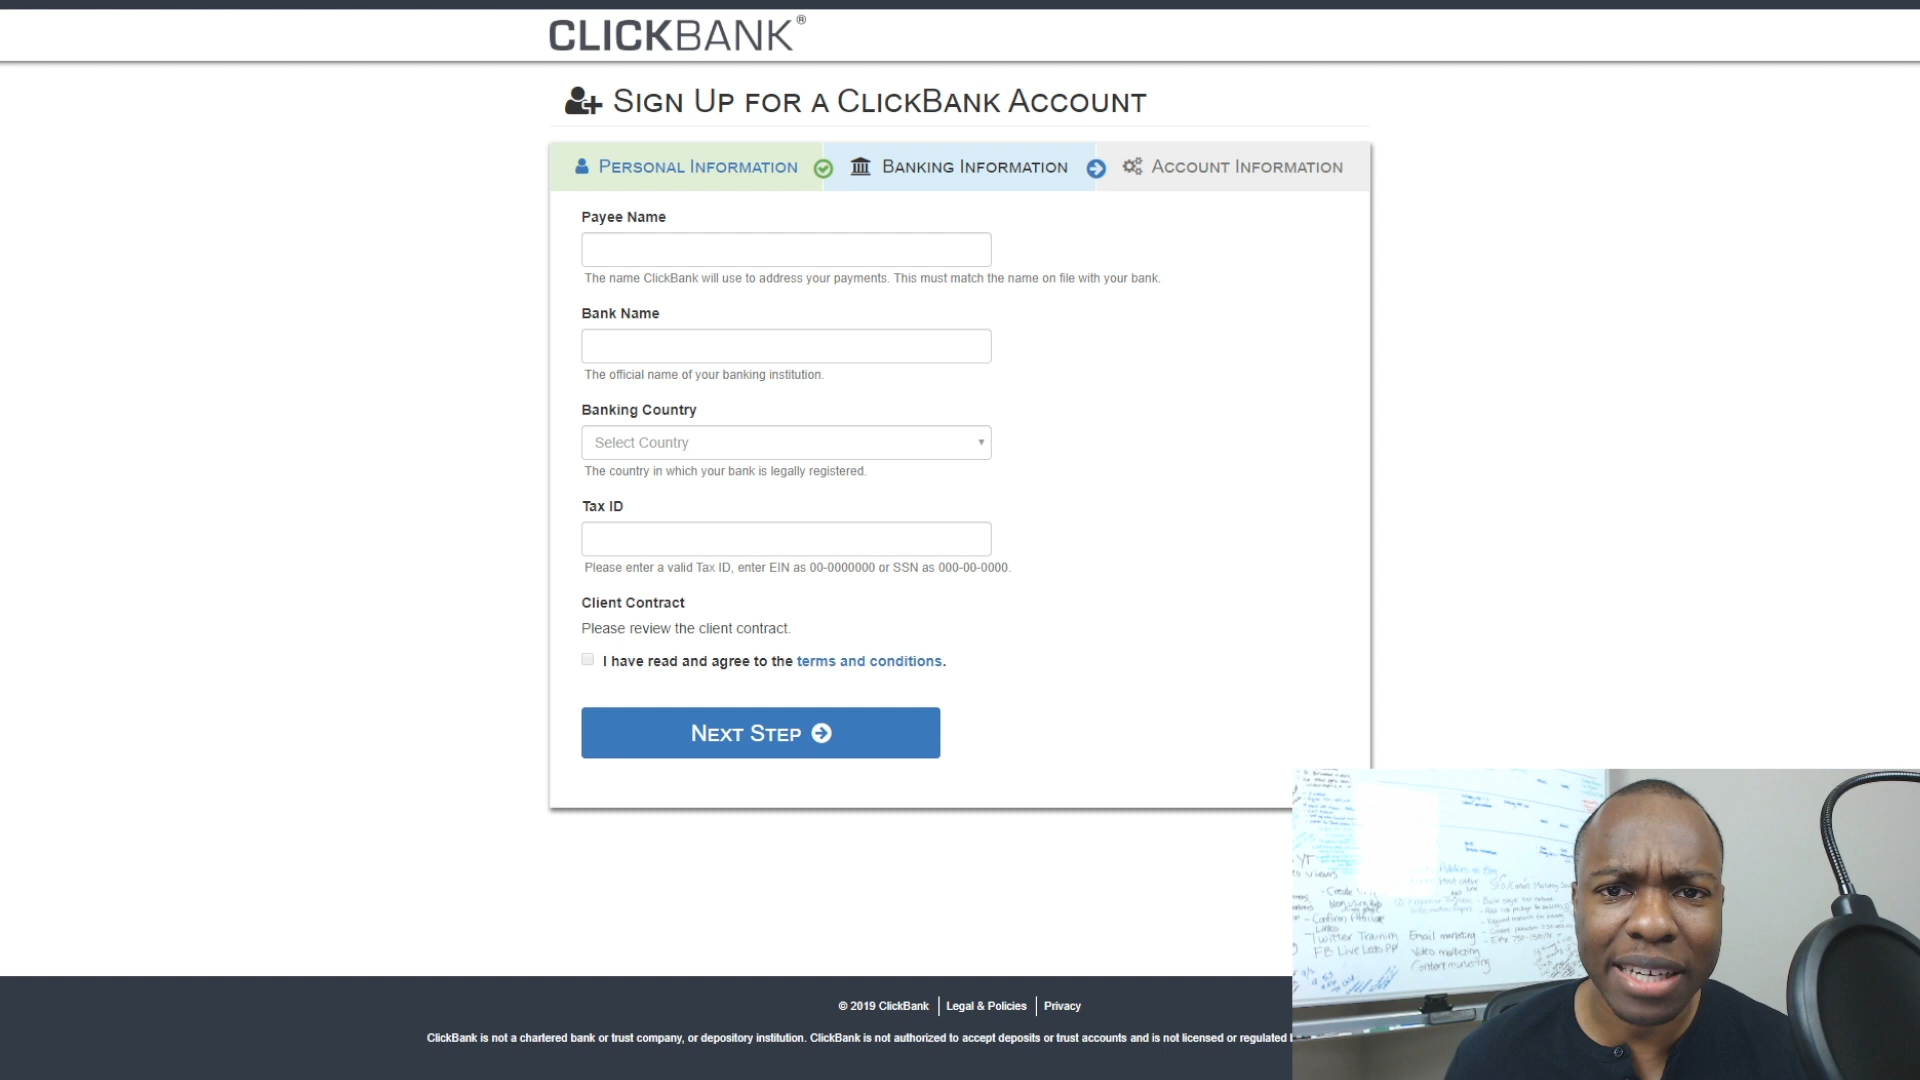 CLICKBANK®
Sign Up for a ClickBank Account
Personal Information
Banking Information
Account Information
Payee Name
The name ClickBank will use to address your payments. This must match the name on file with your bank.
Bank Name
The official name of your banking institution.
Banking Country
Select Country
The country in which your bank is legally registered.
Tax ID
Please enter a valid Tax ID, enter EIN as 00-0000000 or SSN as 000-00-0000.
Client Contract
Please review the client contract.
I have read and agree to the terms and conditions.
Next Step
YT
Views
- Create
- Confirm Affiliate
Links
Twitter Training
FB Live
Email marketing
Video marketing
Content marketing
© 2019 ClickBank
Legal & Policies
Privacy
ClickBank is not a chartered bank or trust company, or depository institution. ClickBank is not authorized to accept deposits or trust accounts and is not licensed or regulated